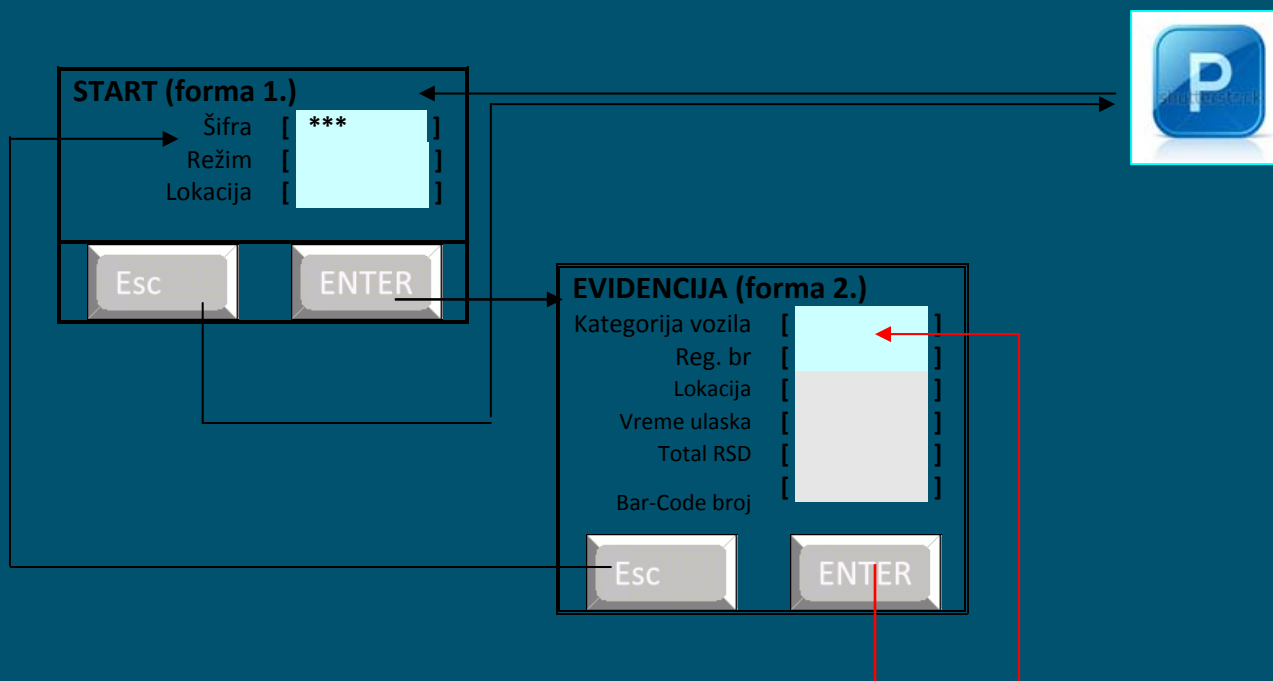 P
shutterstock
START (forma 1.)
Šifra [ *** ]
Režim [ ]
Lokacija [ ]
Esc ENTER
EVIDENCIJA (forma 2.)
Kategorija vozila [ ]
Reg. br [ ]
Lokacija [ ]
Vreme ulaska [ ]
Total RSD [ ]
Bar-Code broj [ ]
Esc ENTER